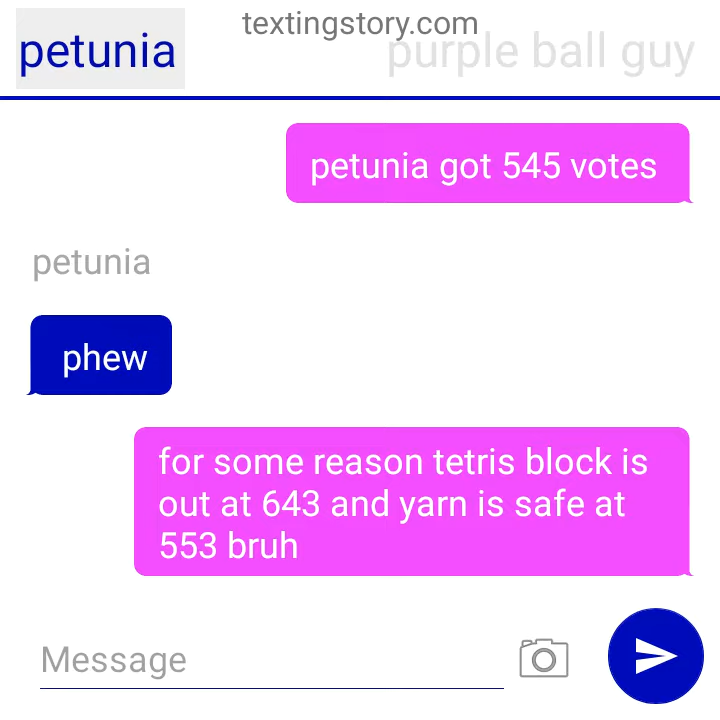 textingstory.com
petunia
purple ball guy
petunia got 545 votes
petunia
phew
for some reason tetris block is
out at 643 and yarn is safe at
553 bruh
Message